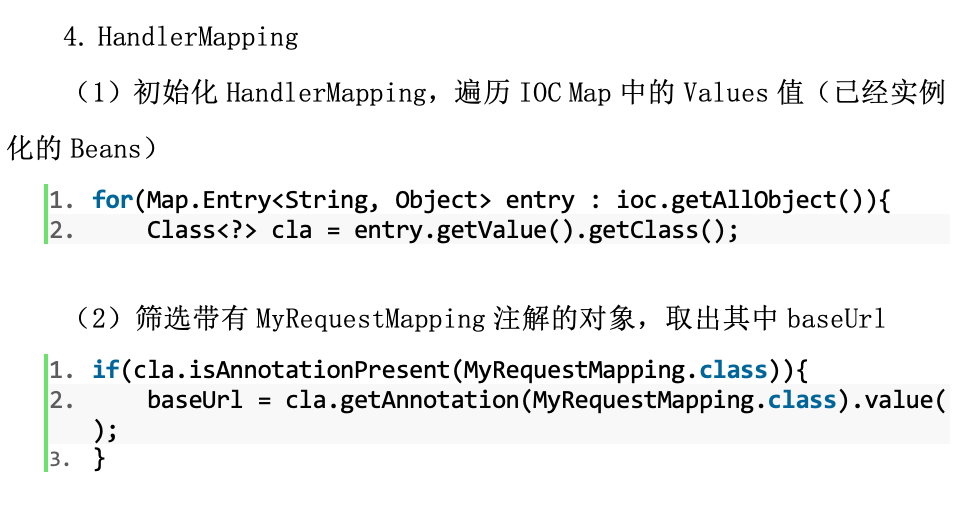 4. HandlerMapping
（1）初始化 HandlerMapping，遍历 IOC Map 中的 Values 值（已经实例
化的 Beans）
1. for(Map.Entry<String, Object> entry : ioc.getAllObject()){
2.     Class<?> cla = entry.getValue().getClass();
（2）筛选带有 MyRequestMapping 注解的对象，取出其中 baseUrl
1. if(cla.isAnnotationPresent(MyRequestMapping.class)){
2.     baseUrl = cla.getAnnotation(MyRequestMapping.class).value(
);
3. }